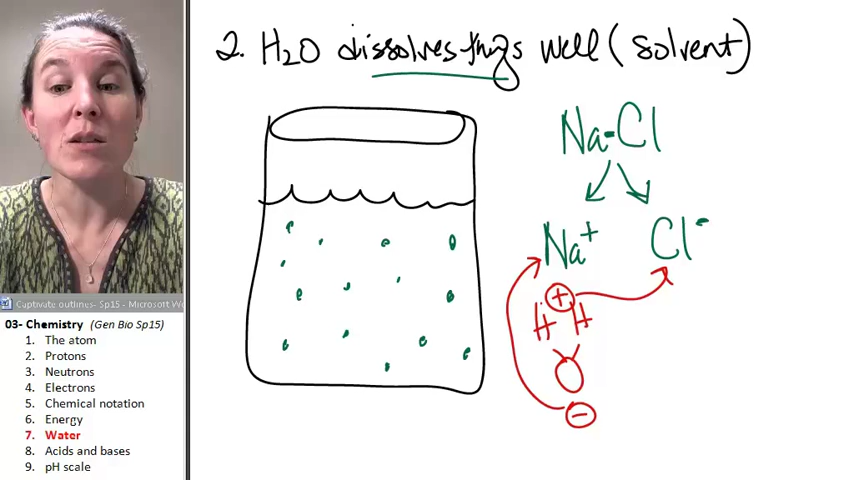 2. H2O dissolves things well (solvent)
Na-Cl
Na+ Cl-
+
H H
O
-
Captivate outlines- Sp15 - Microsoft Wo
03- Chemistry (Gen Bio Sp15)
1. The atom
2. Protons
3. Neutrons
4. Electrons
5. Chemical notation
6. Energy
7. Water
8. Acids and bases
9. pH scale